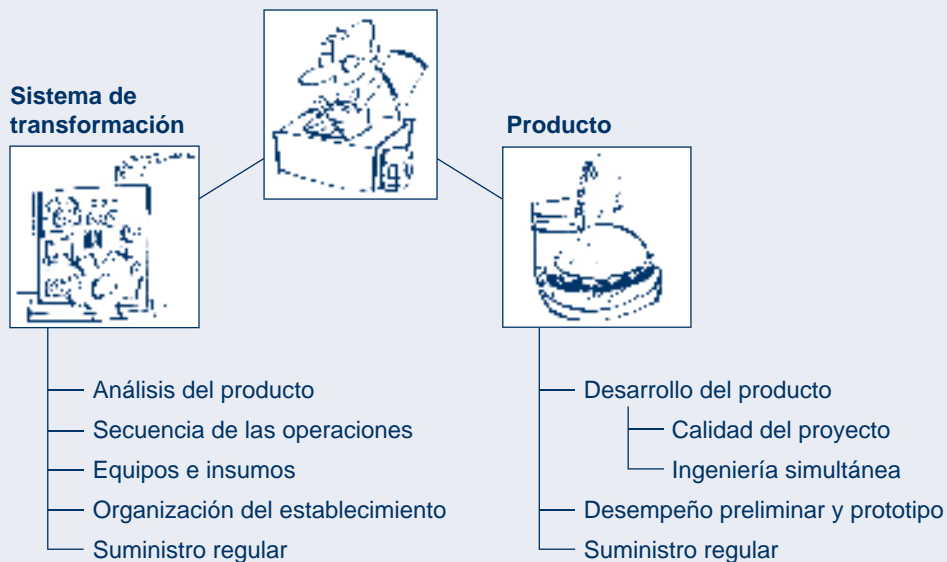 Sistema de
transformación
Producto
Análisis del producto
Secuencia de las operaciones
Equipos e insumos
Organización del establecimiento
Suministro regular
Desarrollo del producto
Calidad del proyecto
Ingeniería simultánea
Desempeño preliminar y prototipo
Suministro regular